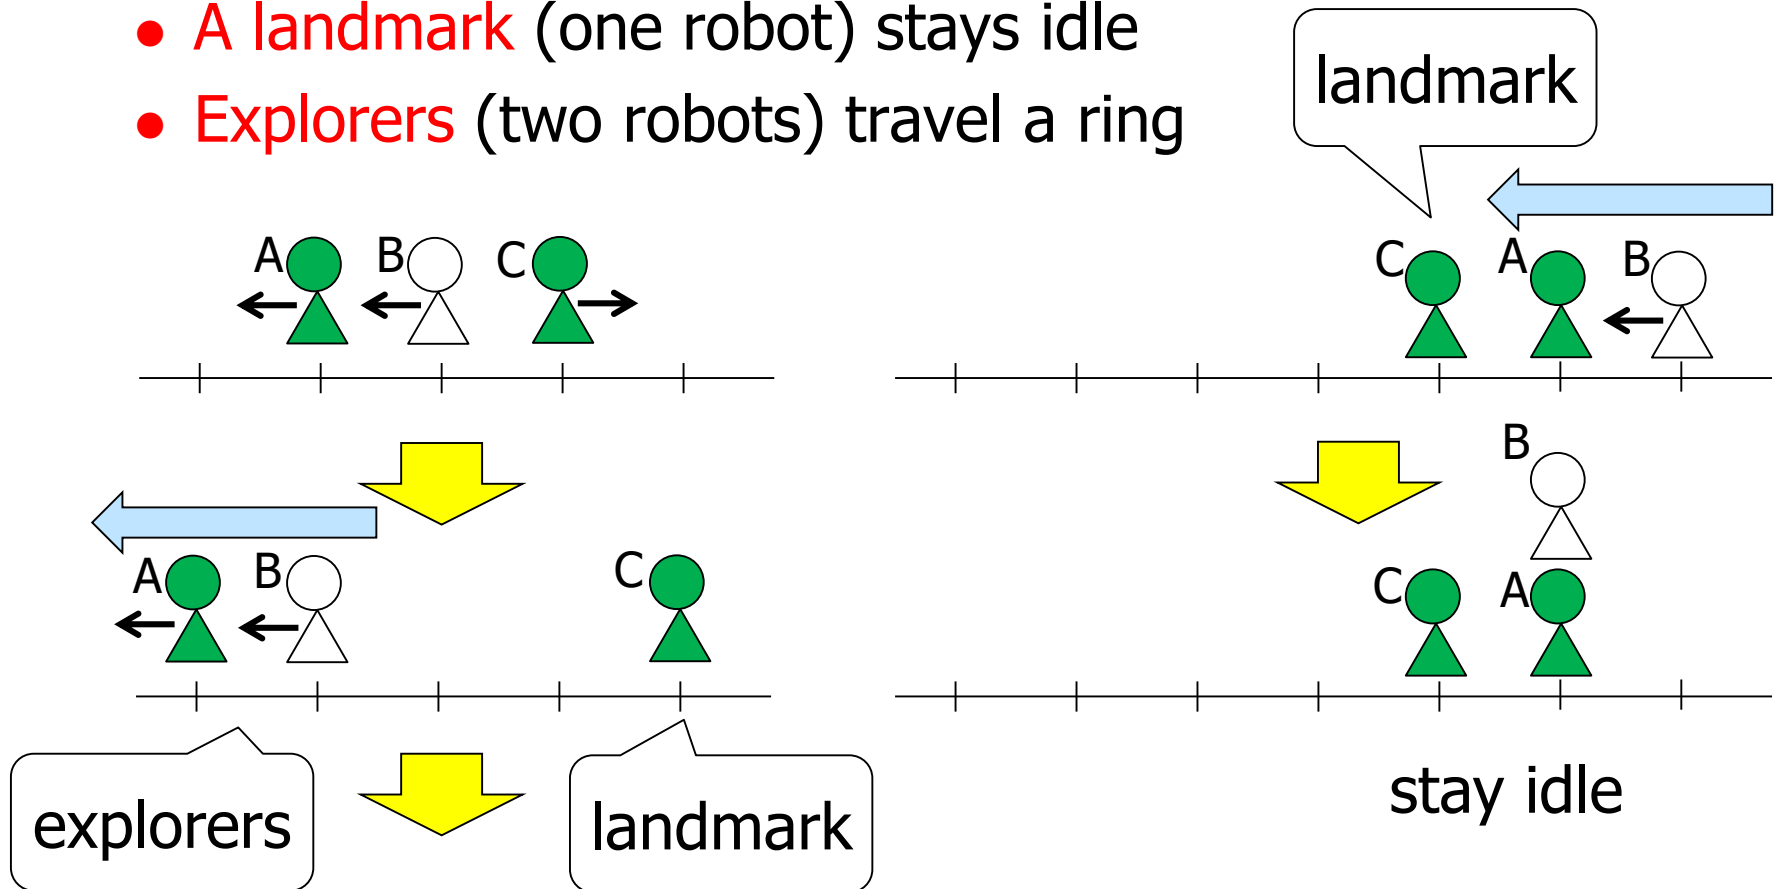 ● A landmark (one robot) stays idle
● Explorers (two robots) travel a ring
landmark
A B C
C A B
B
A B C
C A
explorers
landmark
stay idle